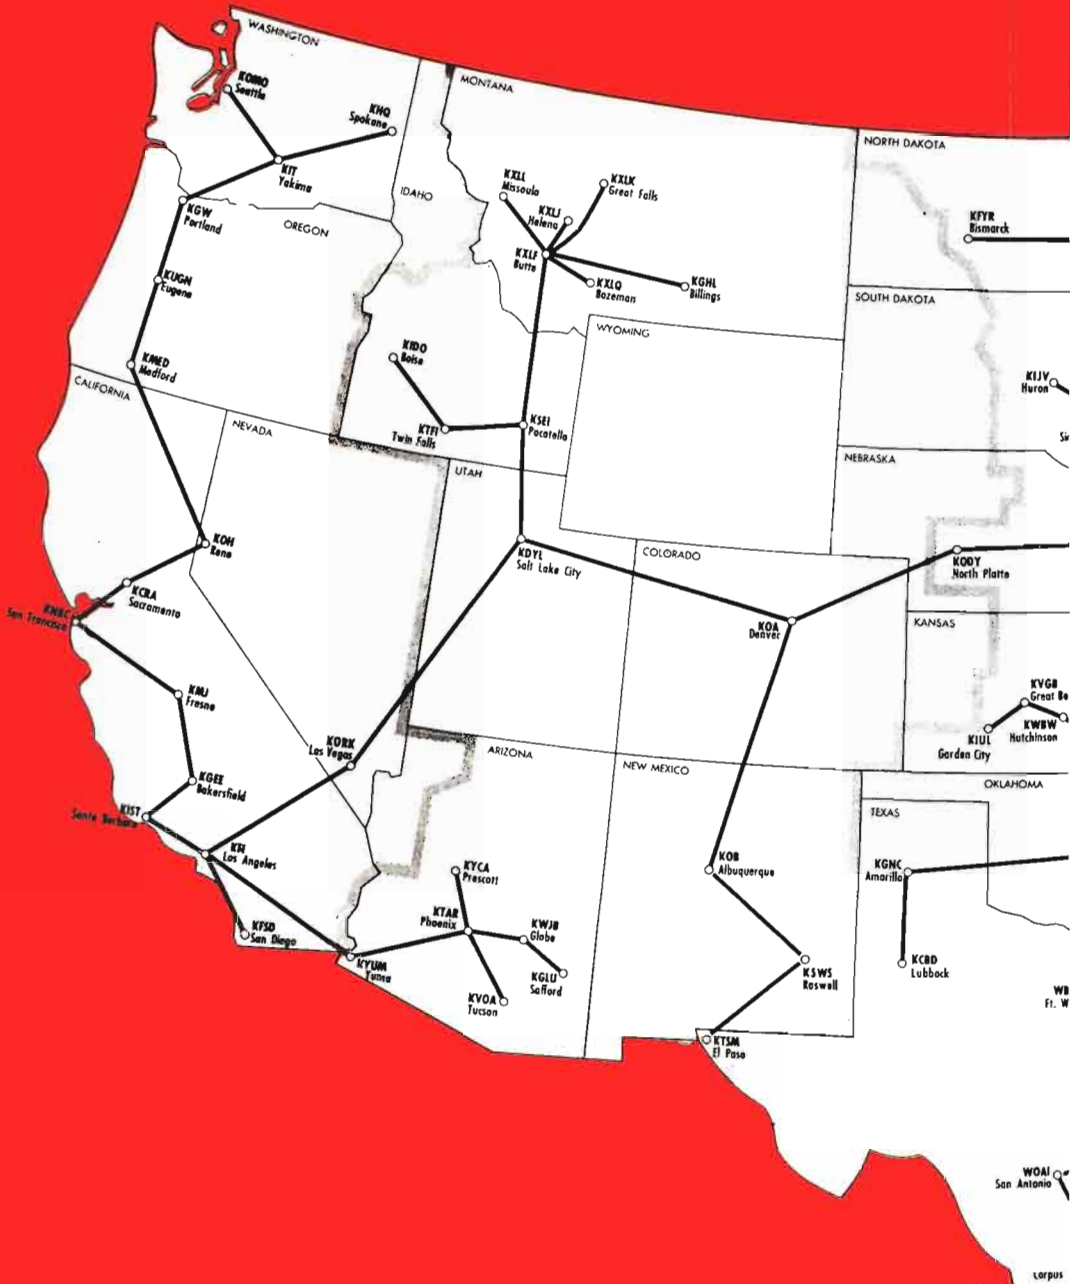 WASHINGTON
KOMO
Seattle
KHQ
Spokane
KIT
Yakima
KGW
Portland
OREGON
KUGN
Eugene
KMED
Medford
IDAHO
MONTANA
KXLL
Missoula
KXLK
Great Falls
KXLJ
Helena
KXLF
Butte
KXLQ
Bozeman
KGHL
Billings
NORTH DAKOTA
KFYR
Bismarck
SOUTH DAKOTA
KIJV
Huron
WYOMING
KIDO
Boise
KTFI
Twin Falls
KSEI
Pocatello
CALIFORNIA
NEVADA
UTAH
NEBRASKA
KOH
Reno
KCRA
Sacramento
KNBC
San Francisco
KDYL
Salt Lake City
COLORADO
KODY
North Platte
KOA
Denver
KANSAS
KVGB
Great Be
KWBW
Hutchinson
KIUL
Garden City
KMJ
Fresno
KORK
Las Vegas
KGEE
Bakersfield
KIST
Santa Barbara
KFI
Los Angeles
KFSD
San Diego
ARIZONA
NEW MEXICO
OKLAHOMA
TEXAS
KYCA
Prescott
KTAR
Phoenix
KWJB
Globe
KGLU
Safford
KYUM
Yuma
KVOA
Tucson
KOB
Albuquerque
KSWS
Roswell
KTSM
El Paso
KGNC
Amarillo
KCBD
Lubbock
WB
Ft. W
WOAI
San Antonio
Corpus